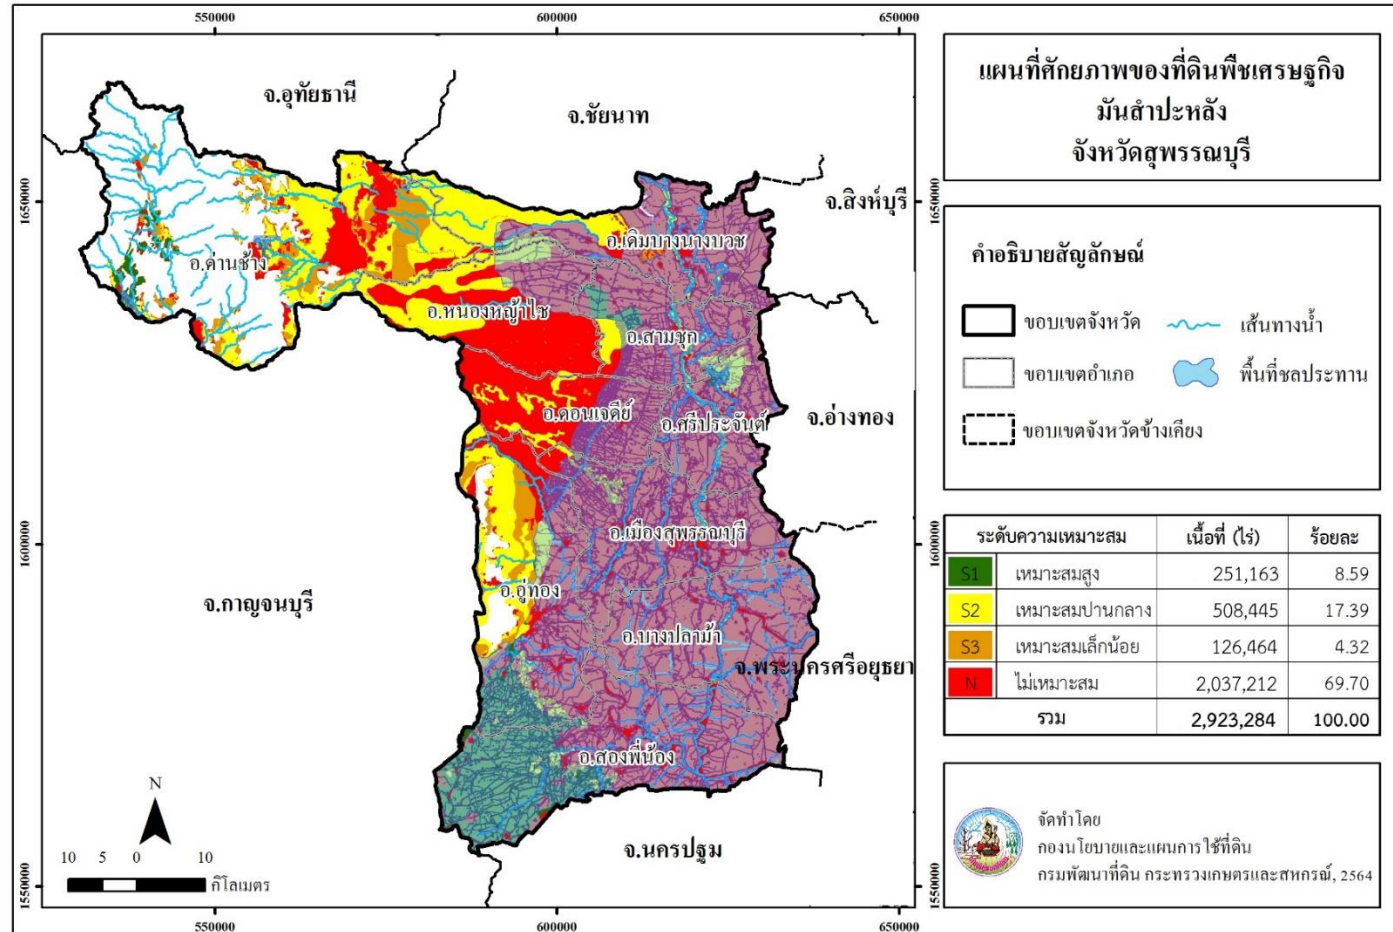 550000 600000 650000
แผนที่ศักยภาพของที่ดินพืชเศรษฐกิจ
มันสำปะหลัง
จังหวัดสุพรรณบุรี
จ.อุทัยธานี
จ.ชัยนาท
จ.สิงห์บุรี
1650000
1650000
อ.เดิมบางนางบวช
อ.ด่านช้าง
อ.หนองหญ้าไซ
อ.สามชุก
อ.ดอนเจดีย์
อ.ศรีประจันต์
จ.อ่างทอง
อ.เมืองสุพรรณบุรี
1600000
1600000
อ.อู่ทอง
จ.กาญจนบุรี
อ.บางปลาม้า
จ.พระนครศรีอยุธยา
อ.สองพี่น้อง
จ.นครปฐม
N
10 5 0 10
กิโลเมตร
1550000
1550000
550000 600000 650000
คำอธิบายสัญลักษณ์
ขอบเขตจังหวัด เส้นทางน้ำ
ขอบเขตอำเภอ พื้นที่ชลประทาน
ขอบเขตจังหวัดข้างเคียง
ระดับความเหมาะสม เนื้อที่ (ไร่) ร้อยละ
S1 เหมาะสมสูง 251,163 8.59
S2 เหมาะสมปานกลาง 508,445 17.39
S3 เหมาะสมเล็กน้อย 126,464 4.32
N ไม่เหมาะสม 2,037,212 69.70
รวม 2,923,284 100.00
จัดทำโดย
กองนโยบายและแผนการใช้ที่ดิน
กรมพัฒนาที่ดิน กระทรวงเกษตรและสหกรณ์, 2564